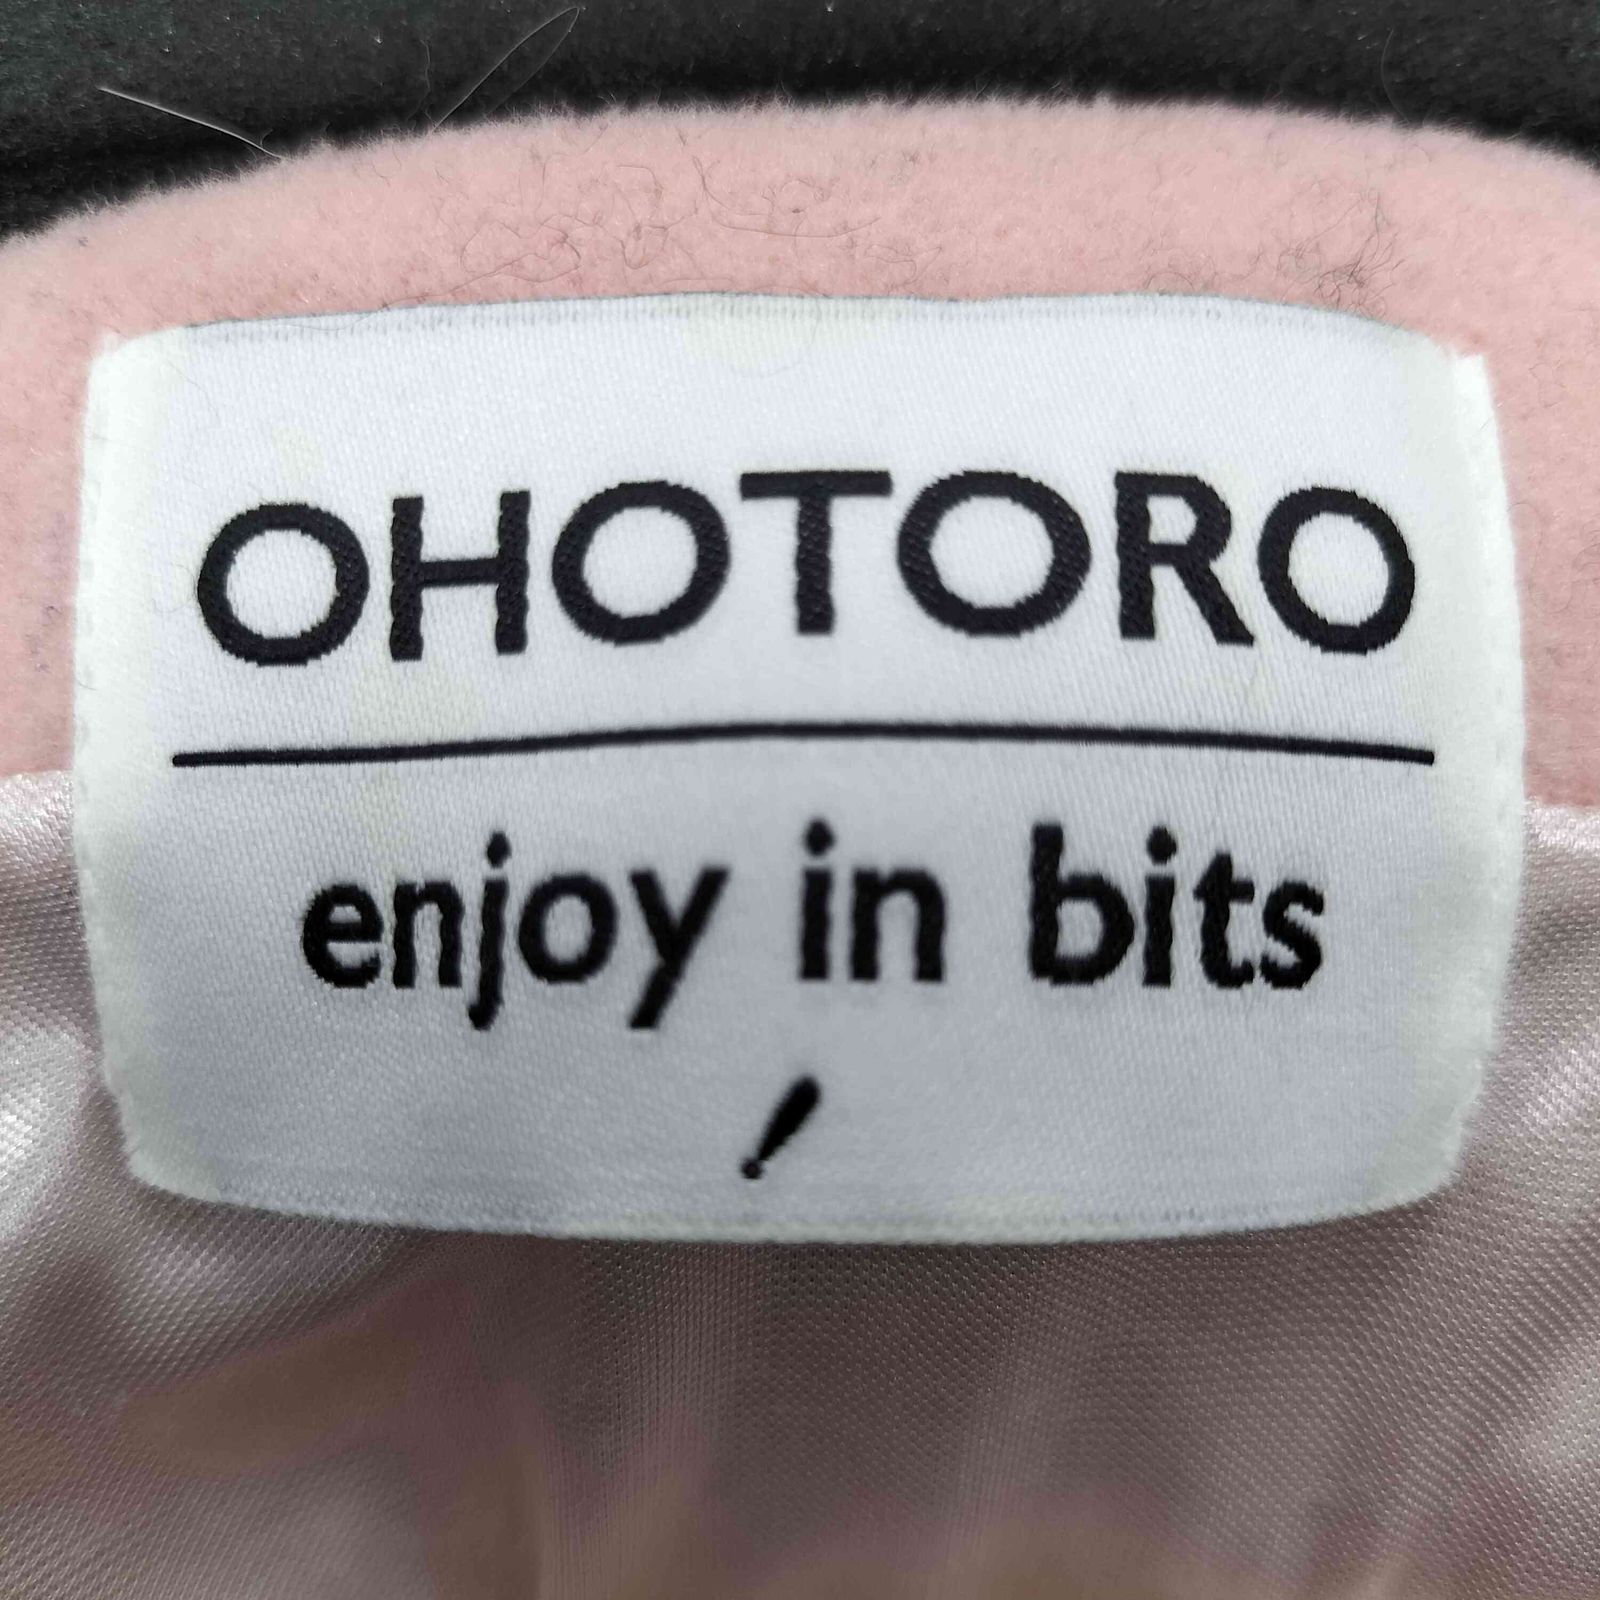 OHOTORO
enjoy in bits
!